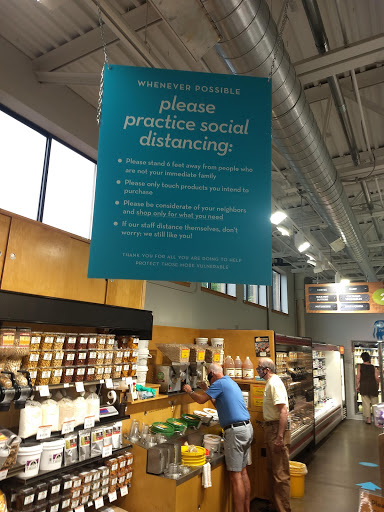 WHENEVER POSSIBLE
please
practice social
distancing:
• Please stand 6 feet away from people who
are not your immediate family
• Please only touch products you intend to
purchase
• Please be considerate of your neighbors
and shop only for what you need
• If our staff distance themselves, don't
worry; we still like you!
THANK YOU FOR ALL YOU ARE DOING TO HELP
PROTECT THOSE MORE VULNERABLE